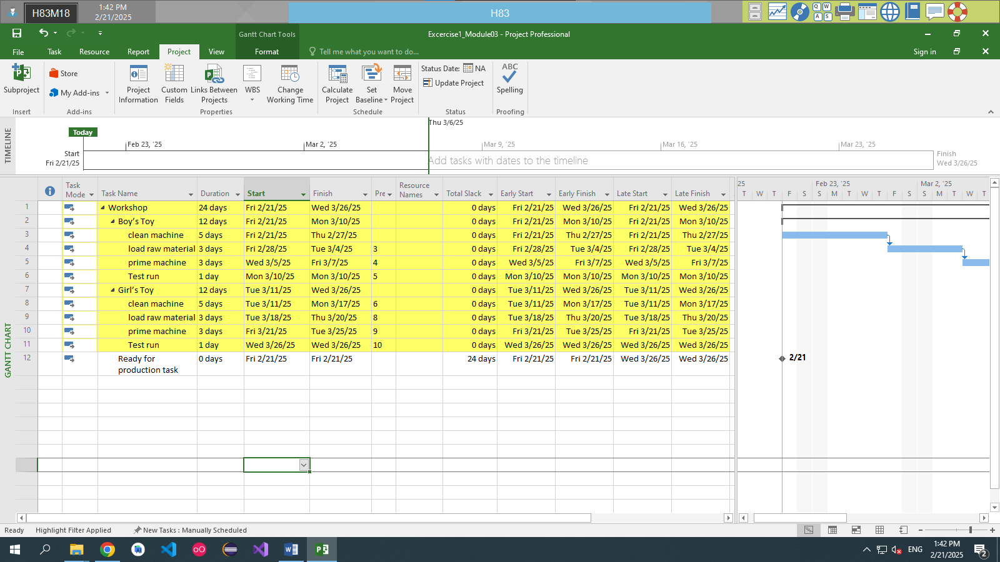 H83M18
1:42 PM
2/21/2025
H83
Q W
A S
Gantt Chart Tools
Excercise1_Module03 - Project Professional
File Task Resource Report Project View Format Tell me what you want to do...
Sign in
Subproject
Store
My Add-ins
Project Information
Custom Fields
Links Between Projects
WBS
Change Working Time
Calculate Project
Set Baseline
Move Project
Status Date: NA
Update Project
ABC
Spelling
Insert Add-ins Properties Schedule Status Proofing
TIMELINE
Thu 3/6/25
Today
Feb 23, '25 Mar 2, '25 Mar 9, '25 Mar 16, '25 Mar 23, '25
Start
Fri 2/21/25
Add tasks with dates to the timeline
Finish
Wed 3/26/25
GANTT CHART
Task Mode Task Name Duration Start Finish Pre Resource Names Total Slack Early Start Early Finish Late Start Late Finish
25 Feb 23, '25 Mar 2, '25
T W T F S S M T W T F S S M T W T
1 Workshop 24 days Fri 2/21/25 Wed 3/26/25 0 days Fri 2/21/25 Wed 3/26/25 Fri 2/21/25 Wed 3/26/25
2 Boy's Toy 12 days Fri 2/21/25 Mon 3/10/25 0 days Fri 2/21/25 Mon 3/10/25 Fri 2/21/25 Mon 3/10/25
3 clean machine 5 days Fri 2/21/25 Thu 2/27/25 0 days Fri 2/21/25 Thu 2/27/25 Fri 2/21/25 Thu 2/27/25
4 load raw material 3 days Fri 2/28/25 Tue 3/4/25 3 0 days Fri 2/28/25 Tue 3/4/25 Fri 2/28/25 Tue 3/4/25
5 prime machine 3 days Wed 3/5/25 Fri 3/7/25 4 0 days Wed 3/5/25 Fri 3/7/25 Wed 3/5/25 Fri 3/7/25
6 Test run 1 day Mon 3/10/25 Mon 3/10/25 5 0 days Mon 3/10/25 Mon 3/10/25 Mon 3/10/25 Mon 3/10/25
7 Girl's Toy 12 days Tue 3/11/25 Wed 3/26/25 0 days Tue 3/11/25 Wed 3/26/25 Tue 3/11/25 Wed 3/26/25
8 clean machine 5 days Tue 3/11/25 Mon 3/17/25 6 0 days Tue 3/11/25 Mon 3/17/25 Tue 3/11/25 Mon 3/17/25
9 load raw material 3 days Tue 3/18/25 Thu 3/20/25 8 0 days Tue 3/18/25 Thu 3/20/25 Tue 3/18/25 Thu 3/20/25
10 prime machine 3 days Fri 3/21/25 Tue 3/25/25 9 0 days Fri 3/21/25 Tue 3/25/25 Fri 3/21/25 Tue 3/25/25
11 Test run 1 day Wed 3/26/25 Wed 3/26/25 10 0 days Wed 3/26/25 Wed 3/26/25 Wed 3/26/25 Wed 3/26/25
12 Ready for production task 0 days Fri 2/21/25 Fri 2/21/25 24 days Fri 2/21/25 Fri 2/21/25 Wed 3/26/25 Wed 3/26/25
2/21
Ready Highlight Filter Applied New Tasks : Manually Scheduled
ENG
1:42 PM
2/21/2025
2